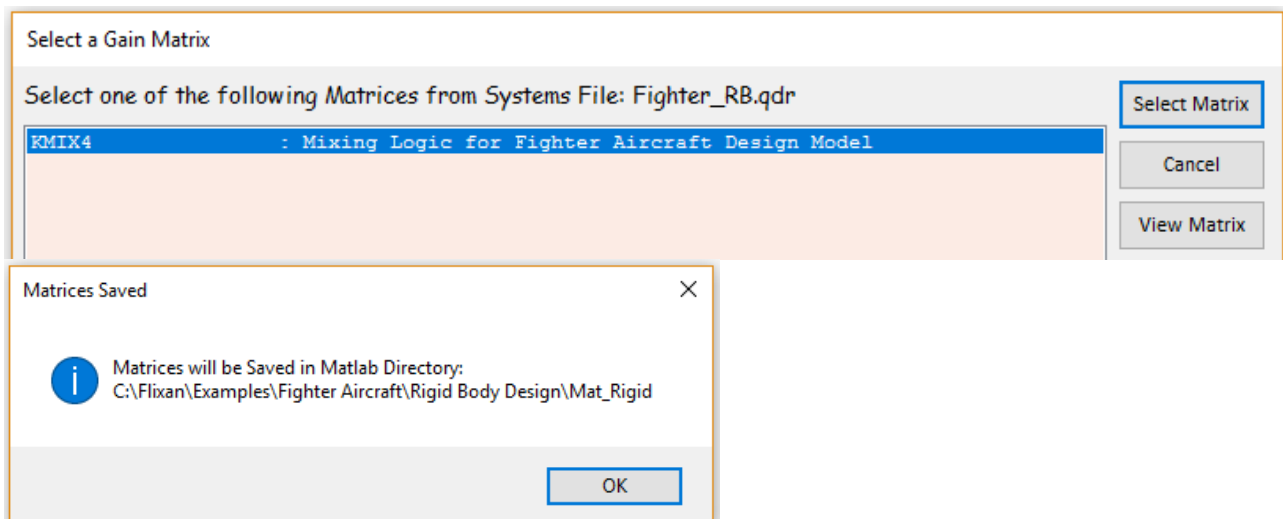 Select a Gain Matrix
Select one of the following Matrices from Systems File: Fighter_RB.qdr
Select Matrix
KMIX4 : Mixing Logic for Fighter Aircraft Design Model
Cancel
View Matrix
Matrices Saved
Matrices will be Saved in Matlab Directory:
C:\Flixan\Examples\Fighter Aircraft\Rigid Body Design\Mat_Rigid
OK